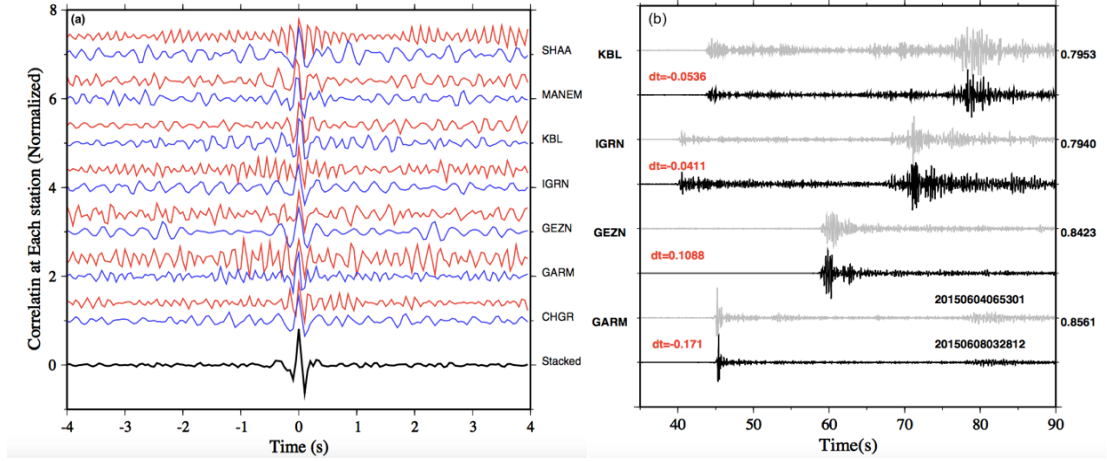 (a)
Correlatin at Each station (Normalized)
8
6
4
2
0
SHAA
MANEM
KBL
IGRN
GEZN
GARM
CHGR
Stacked
-4 -3 -2 -1 0 1 2 3 4
Time (s)
(b)
KBL
0.7953
dt=-0.0536
IGRN
0.7940
dt=-0.0411
GEZN
0.8423
dt=0.1088
20150604065301
GARM
0.8561
dt=-0.171
20150608032812
40 50 60 70 80 90
Time(s)